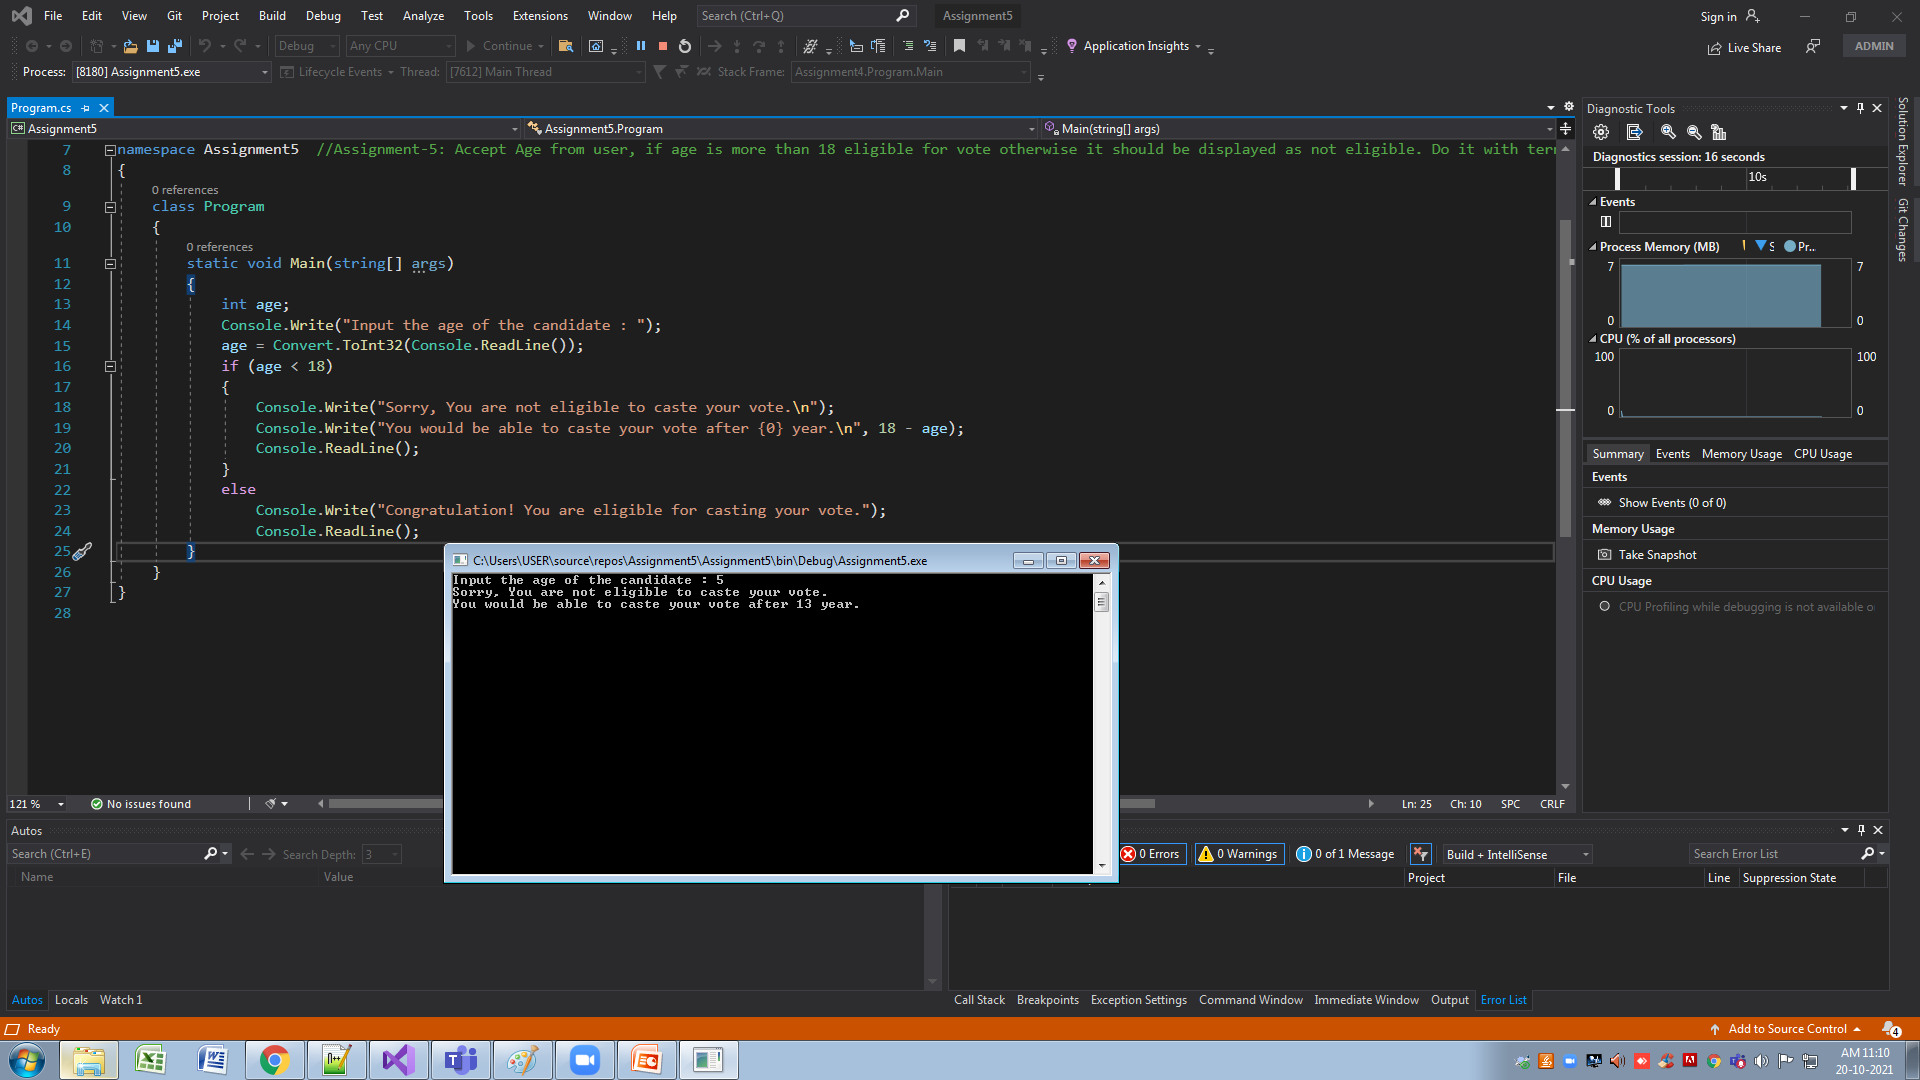 File Edit View Git Project Build Debug Test Analyze Tools Extensions Window Help Search (Ctrl+Q) Assignment5 Sign in
Debug Any CPU Continue Application Insights Live Share ADMIN
Process: [8180] Assignment5.exe Lifecycle Events Thread: [7612] Main Thread Stack Frame: Assignment4.Program.Main
Program.cs
Assignment5 Assignment5.Program Main(string[] args)
7 namespace Assignment5 //Assignment-5: Accept Age from user, if age is more than 18 eligible for vote otherwise it should be displayed as not eligible. Do it with ter
8 {
0 references
9 class Program
10 {
0 references
11 static void Main(string[] args)
12 {
13 int age;
14 Console.Write("Input the age of the candidate : ");
15 age = Convert.ToInt32(Console.ReadLine());
16 if (age < 18)
17 {
18 Console.Write("Sorry, You are not eligible to caste your vote.\n");
19 Console.Write("You would be able to caste your vote after {0} year.\n", 18 - age);
20 Console.ReadLine();
21 }
22 else
23 Console.Write("Congratulation! You are eligible for casting your vote.");
24 Console.ReadLine();
25 }
26 }
27 }
28
C:\Users\USER\source\repos\Assignment5\Assignment5\bin\Debug\Assignment5.exe
Input the age of the candidate : 5
Sorry, You are not eligible to caste your vote.
You would be able to caste your vote after 13 year.
121 % No issues found Ln: 25 Ch: 10 SPC CRLF
Diagnostic Tools
Diagnostics session: 16 seconds
10s
Events
Process Memory (MB) S Pr...
7 7
0 0
CPU (% of all processors)
100 100
0 0
Summary Events Memory Usage CPU Usage
Events
Show Events (0 of 0)
Memory Usage
Take Snapshot
CPU Usage
CPU Profiling while debugging is not available o
Solution Explorer
Git Changes
Autos
Search (Ctrl+E) Search Depth: 3
Name Value
0 Errors 0 Warnings 0 of 1 Message Build + IntelliSense Search Error List
Project File Line Suppression State
Autos Locals Watch 1
Call Stack Breakpoints Exception Settings Command Window Immediate Window Output Error List
Ready Add to Source Control 4
AM 11:10
20-10-2021